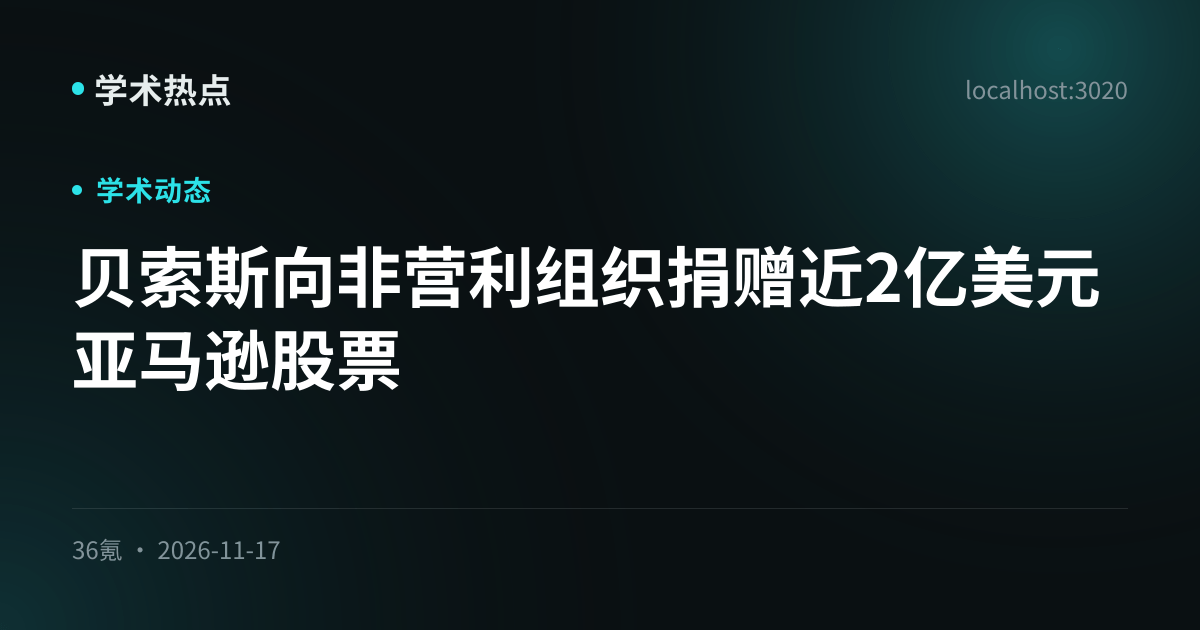 学术热点
localhost:3020
学术动态
贝索斯向非营利组织捐赠近2亿美元
亚马逊股票
36氪 · 2026-11-17